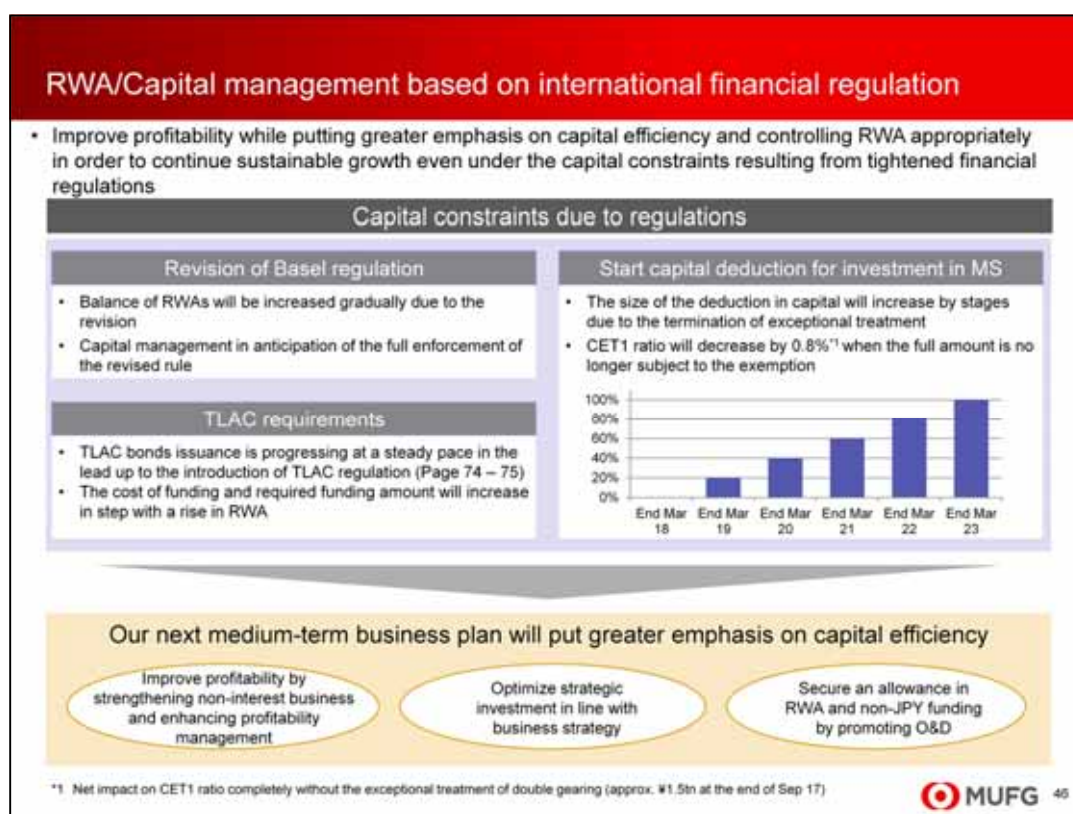 RWA/Capital management based on international financial regulation
• Improve profitability while putting greater emphasis on capital efficiency and controlling RWA appropriately
in order to continue sustainable growth even under the capital constraints resulting from tightened financial
regulations
Capital constraints due to regulations
Revision of Basel regulation
• Balance of RWAs will be increased gradually due to the
revision
• Capital management in anticipation of the full enforcement of
the revised rule
TLAC requirements
• TLAC bonds issuance is progressing at a steady pace in the
lead up to the introduction of TLAC regulation (Page 74 – 75)
• The cost of funding and required funding amount will increase
in step with a rise in RWA
Start capital deduction for investment in MS
• The size of the deduction in capital will increase by stages
due to the termination of exceptional treatment
• CET1 ratio will decrease by 0.8%*1 when the full amount is no
longer subject to the exemption
100%
80%
60%
40%
20%
0%
End Mar End Mar End Mar End Mar End Mar End Mar
18 19 20 21 22 23
Our next medium-term business plan will put greater emphasis on capital efficiency
Improve profitability by
strengthening non-interest business
and enhancing profitability
management
Optimize strategic
investment in line with
business strategy
Secure an allowance in
RWA and non-JPY funding
by promoting O&D
*1 Net impact on CET1 ratio completely without the exceptional treatment of double gearing (approx. ¥1.5tn at the end of Sep 17)
MUFG 46